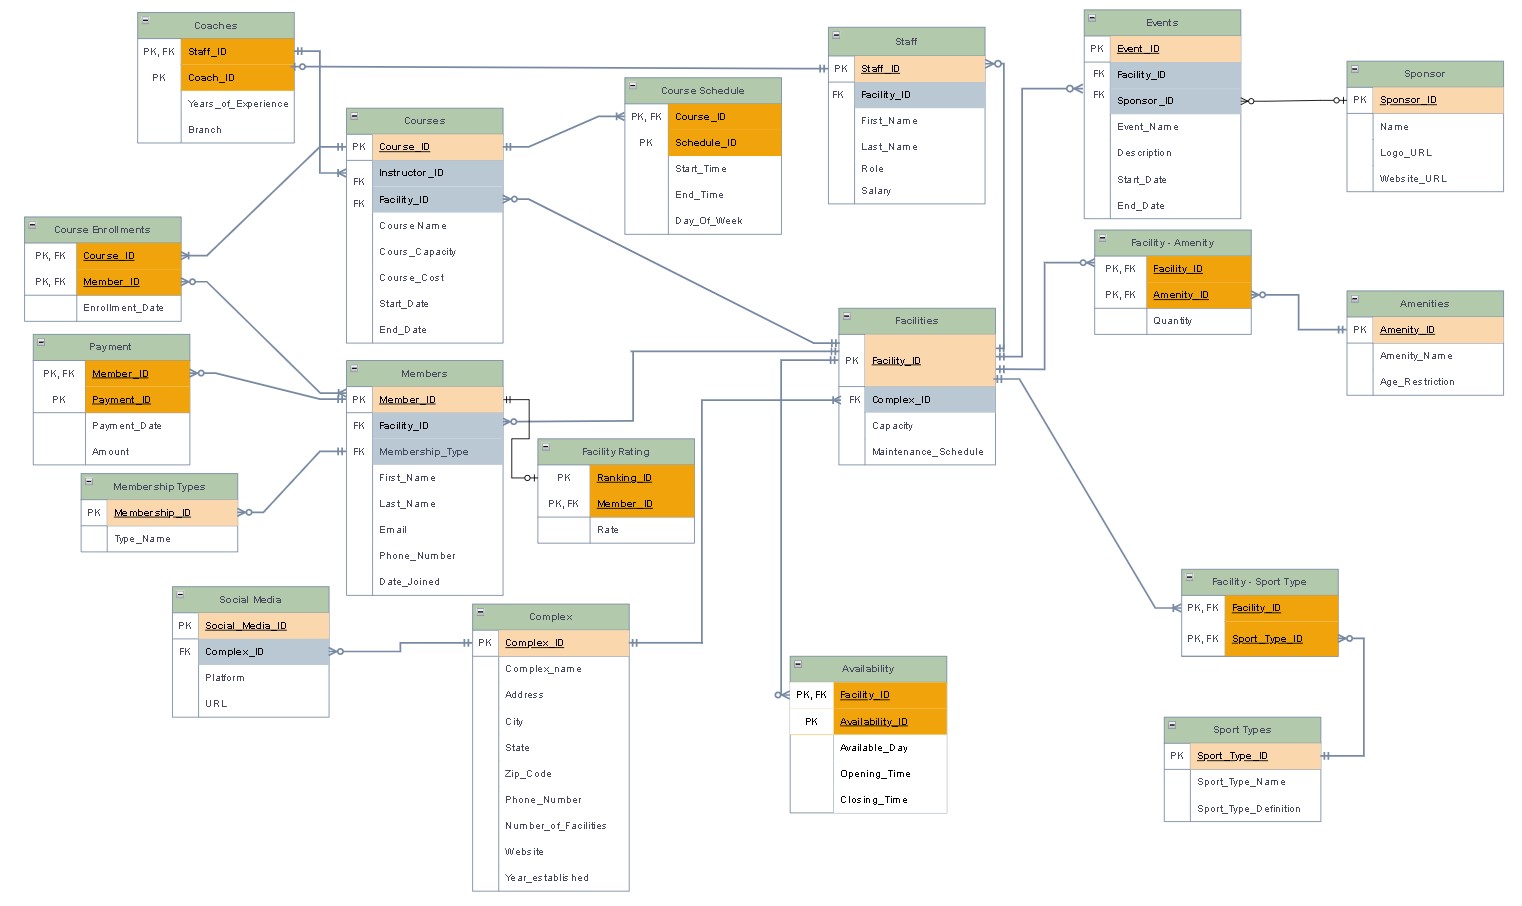 Coaches
PK, FK Staff_ID
PK Coach_ID
Years_of_Experience
Branch
Staff
PK Staff_ID
FK Facility_ID
First_Name
Last_Name
Role
Salary
Events
PK Event_ID
FK Facility_ID
FK Sponsor_ID
Event_Name
Description
Start_Date
End_Date
Sponsor
PK Sponsor_ID
Name
Logo_URL
Website_URL
Course Schedule
PK, FK Course_ID
PK Schedule_ID
Start_Time
End_Time
Day_Of_Week
Courses
PK Course_ID
FK Instructor_ID
FK Facility_ID
Course Name
Cours_Capacity
Course_Cost
Start_Date
End_Date
Course Enrollments
PK, FK Course_ID
PK, FK Member_ID
Enrollment_Date
Facility - Amenity
PK, FK Facility_ID
PK, FK Amenity_ID
Quantity
Amenities
PK Amenity_ID
Amenity_Name
Age_Restriction
Facilities
PK Facility_ID
FK Complex_ID
Capacity
Maintenance_Schedule
Payment
PK, FK Member_ID
PK Payment_ID
Payment_Date
Amount
Members
PK Member_ID
FK Facility_ID
FK Membership_Type
First_Name
Last_Name
Email
Phone_Number
Date_Joined
Facility Rating
PK Ranking_ID
PK, FK Member_ID
Rate
Membership Types
PK Membership_ID
Type_Name
Social Media
PK Social_Media_ID
FK Complex_ID
Platform
URL
Complex
PK Complex_ID
Complex_name
Address
City
State
Zip_Code
Phone_Number
Number_of_Facilities
Website
Year_established
Availability
PK, FK Facility_ID
PK Availability_ID
Available_Day
Opening_Time
Closing_Time
Facility - Sport Type
PK, FK Facility_ID
PK, FK Sport_Type_ID
Sport Types
PK Sport_Type_ID
Sport_Type_Name
Sport_Type_Definition